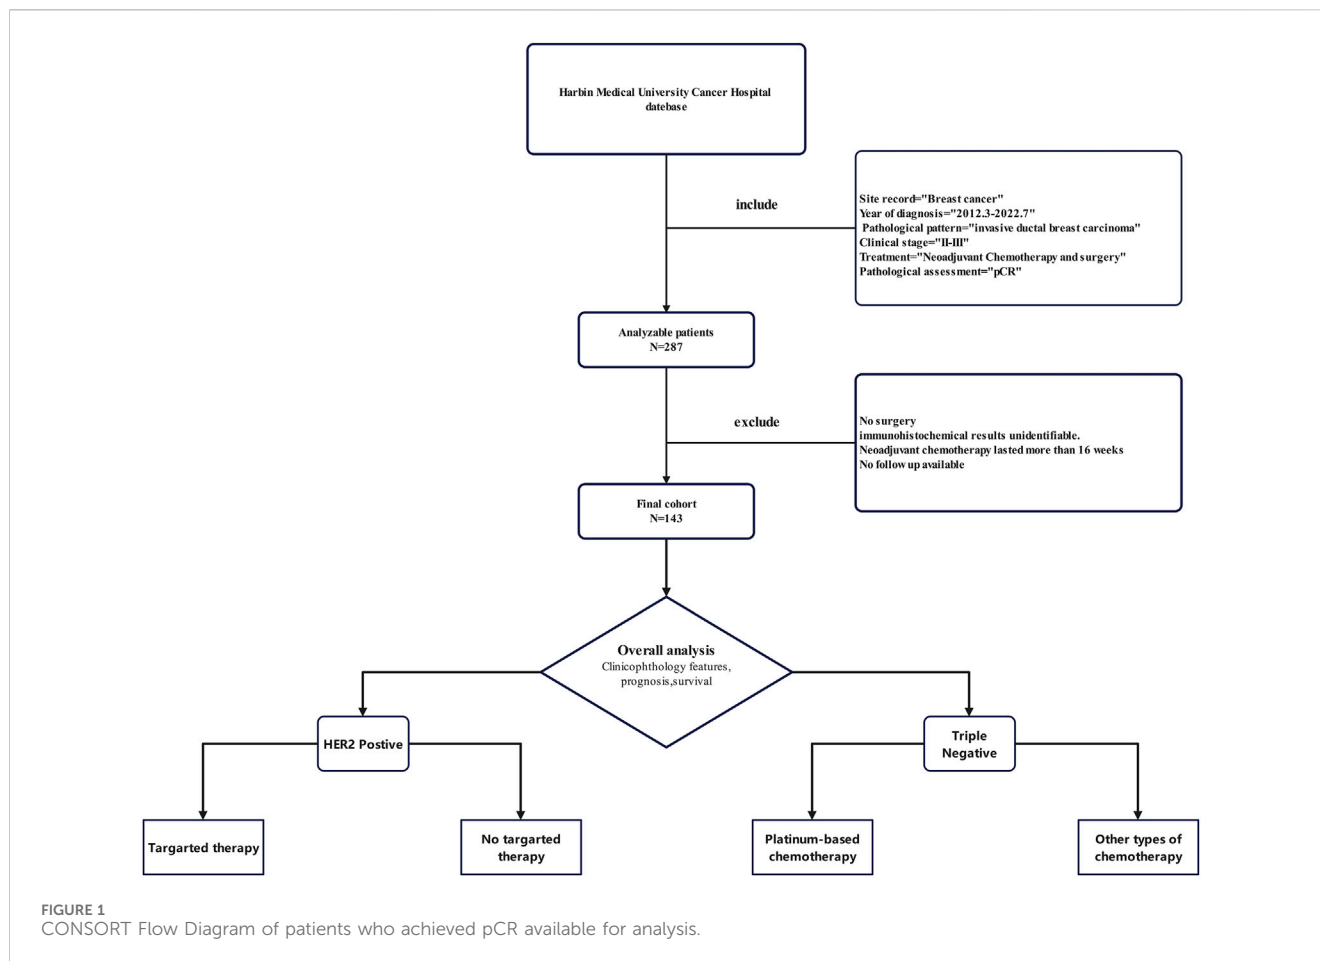 Harbin Medical University Cancer Hospital
datebase
include
Site record="Breast cancer"
Year of diagnosis="2012.3-2022.7"
Pathological pattern="invasive ductal breast carcinoma"
Clinical stage="II-III"
Treatment="Neoadjuvant Chemotherapy and surgery"
Pathological assessment="pCR"
Analyzable patients
N=287
exclude
No surgery
immunohistochemical results unidentifiable.
Neoadjuvant chemotherapy lasted more than 16 weeks
No follow up available
Final cohort
N=143
Overall analysis
Clinicophthology features,
prognosis,survival
HER2 Postive
Triple
Negative
Targarted therapy
No targarted
therapy
Platinum-based
chemotherapy
Other types of
chemotherapy
FIGURE 1
CONSORT Flow Diagram of patients who achieved pCR available for analysis.